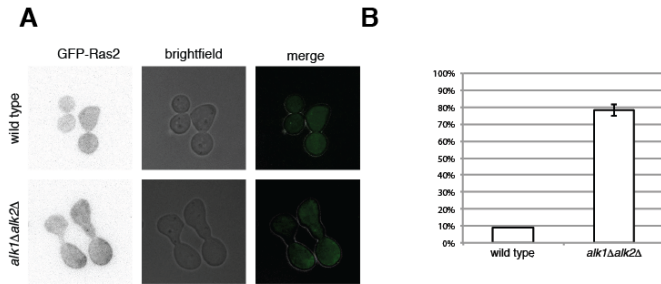 A
B
GFP-Ras2 brightfield merge
wild type
alk1Δalk2Δ
100%
90%
80%
70%
60%
50%
40%
30%
20%
10%
0%
wild type alk1Δalk2Δ